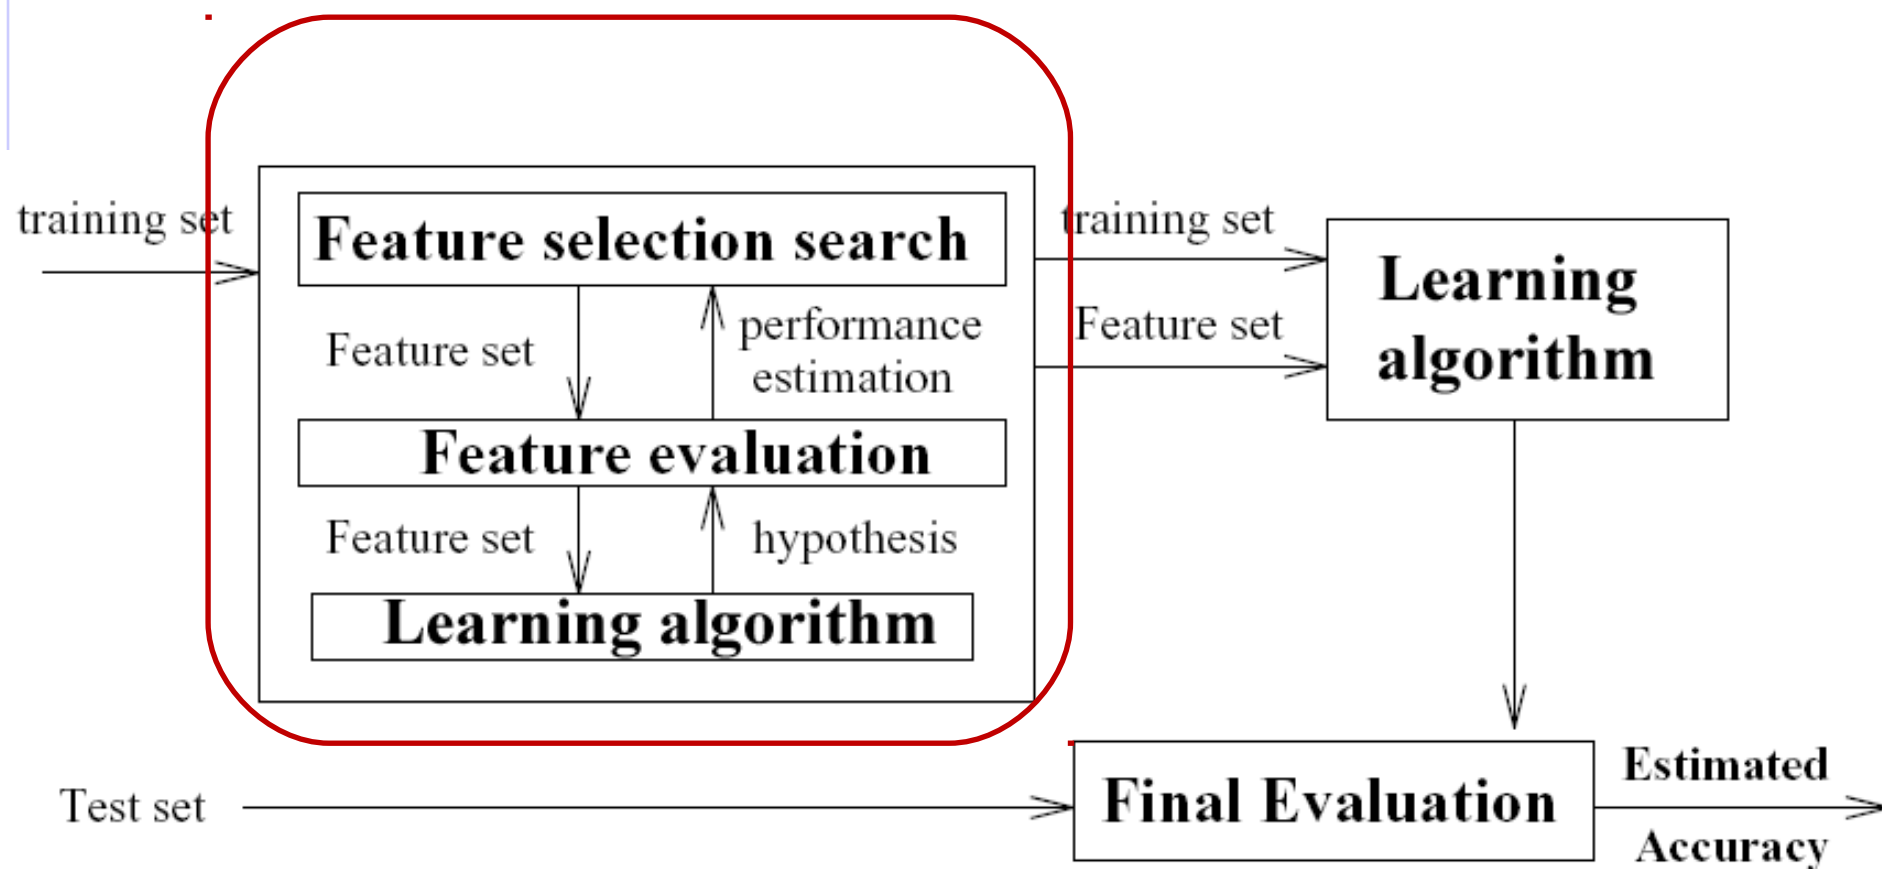 training set
Feature selection search
training set
Feature set
performance
estimation
Feature set
Learning
algorithm
Feature evaluation
Feature set
hypothesis
Learning algorithm
Test set
Final Evaluation
Estimated
Accuracy